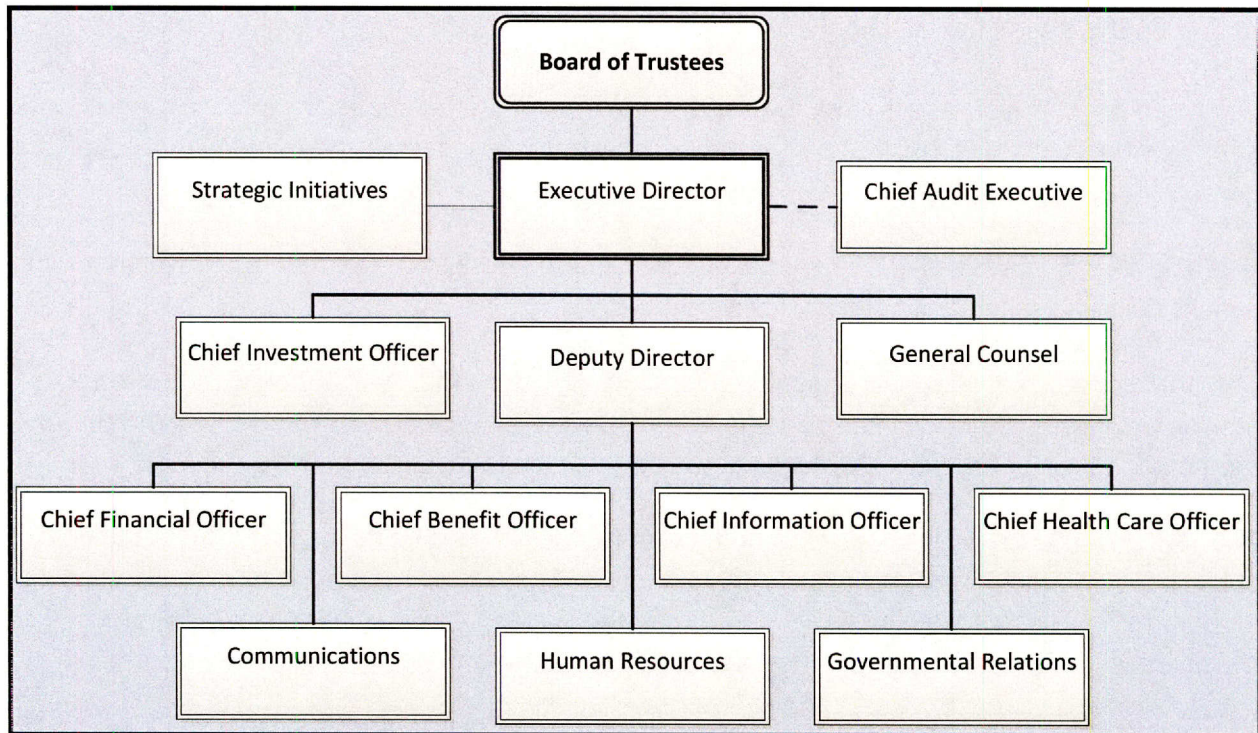 Board of Trustees
Strategic Initiatives
Executive Director
Chief Audit Executive
Chief Investment Officer
Deputy Director
General Counsel
Chief Financial Officer
Chief Benefit Officer
Chief Information Officer
Chief Health Care Officer
Communications
Human Resources
Governmental Relations